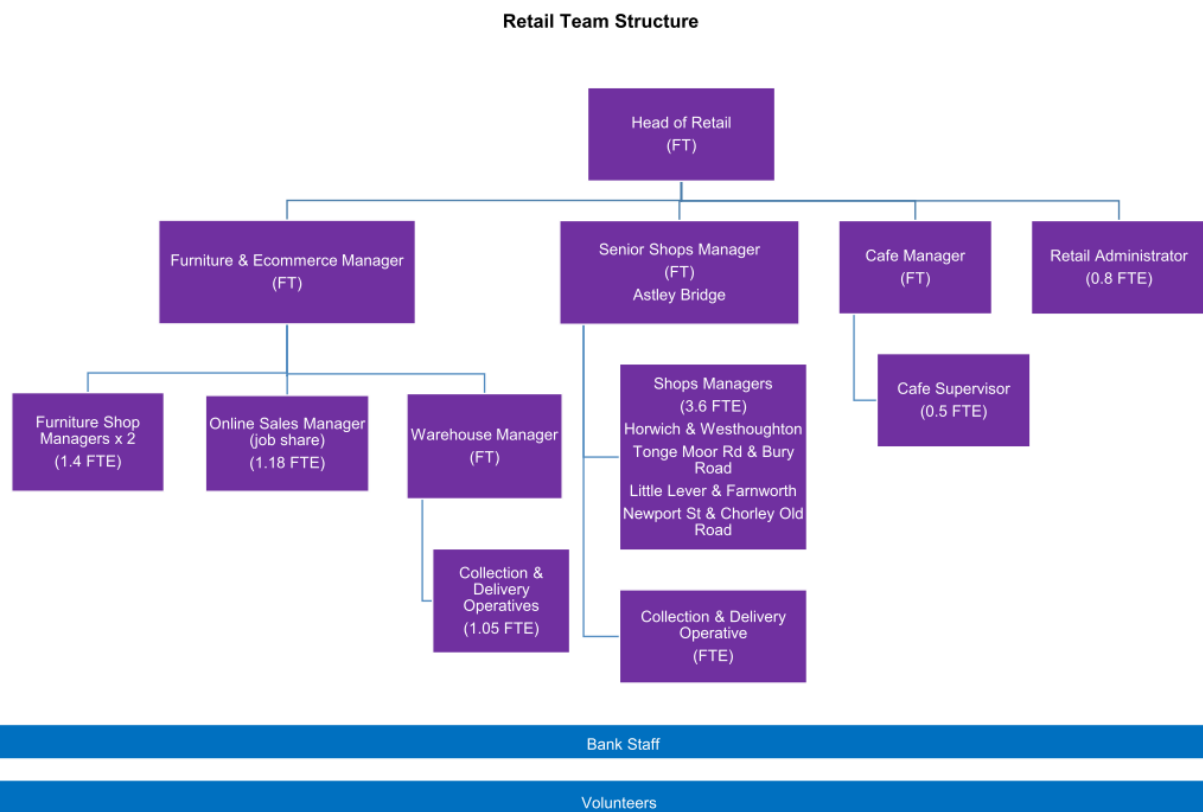 Retail Team Structure
Head of Retail
(FT)
Furniture & Ecommerce Manager
(FT)
Senior Shops Manager
(FT)
Astley Bridge
Cafe Manager
(FT)
Retail Administrator
(0.8 FTE)
Furniture Shop
Managers x 2
(1.4 FTE)
Online Sales Manager
(job share)
(1.18 FTE)
Warehouse Manager
(FT)
Shops Managers
(3.6 FTE)
Horwich & Westhoughton
Tonge Moor Rd & Bury
Road
Little Lever & Farnworth
Newport St & Chorley Old
Road
Cafe Supervisor
(0.5 FTE)
Collection &
Delivery
Operatives
(1.05 FTE)
Collection & Delivery
Operative
(FTE)
Bank Staff
Volunteers